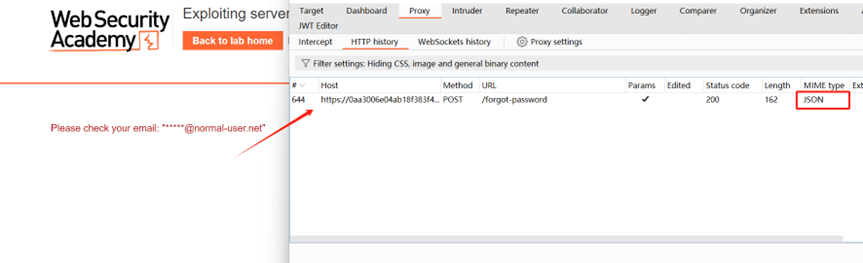 Web Security
Academy
Exploiting server
Back to lab home
Please check your email: "*****@normal-user.net"
Target Dashboard Proxy Intruder Repeater Collaborator Logger Comparer Organizer Extensions
JWT Editor
Intercept HTTP history WebSockets history Proxy settings
Filter settings: Hiding CSS, image and general binary content
# Host Method URL Params Edited Status code Length MIME type Ext
644 https://0aa3006e04ab18f383f4... POST /forgot-password ✓ 200 162 JSON